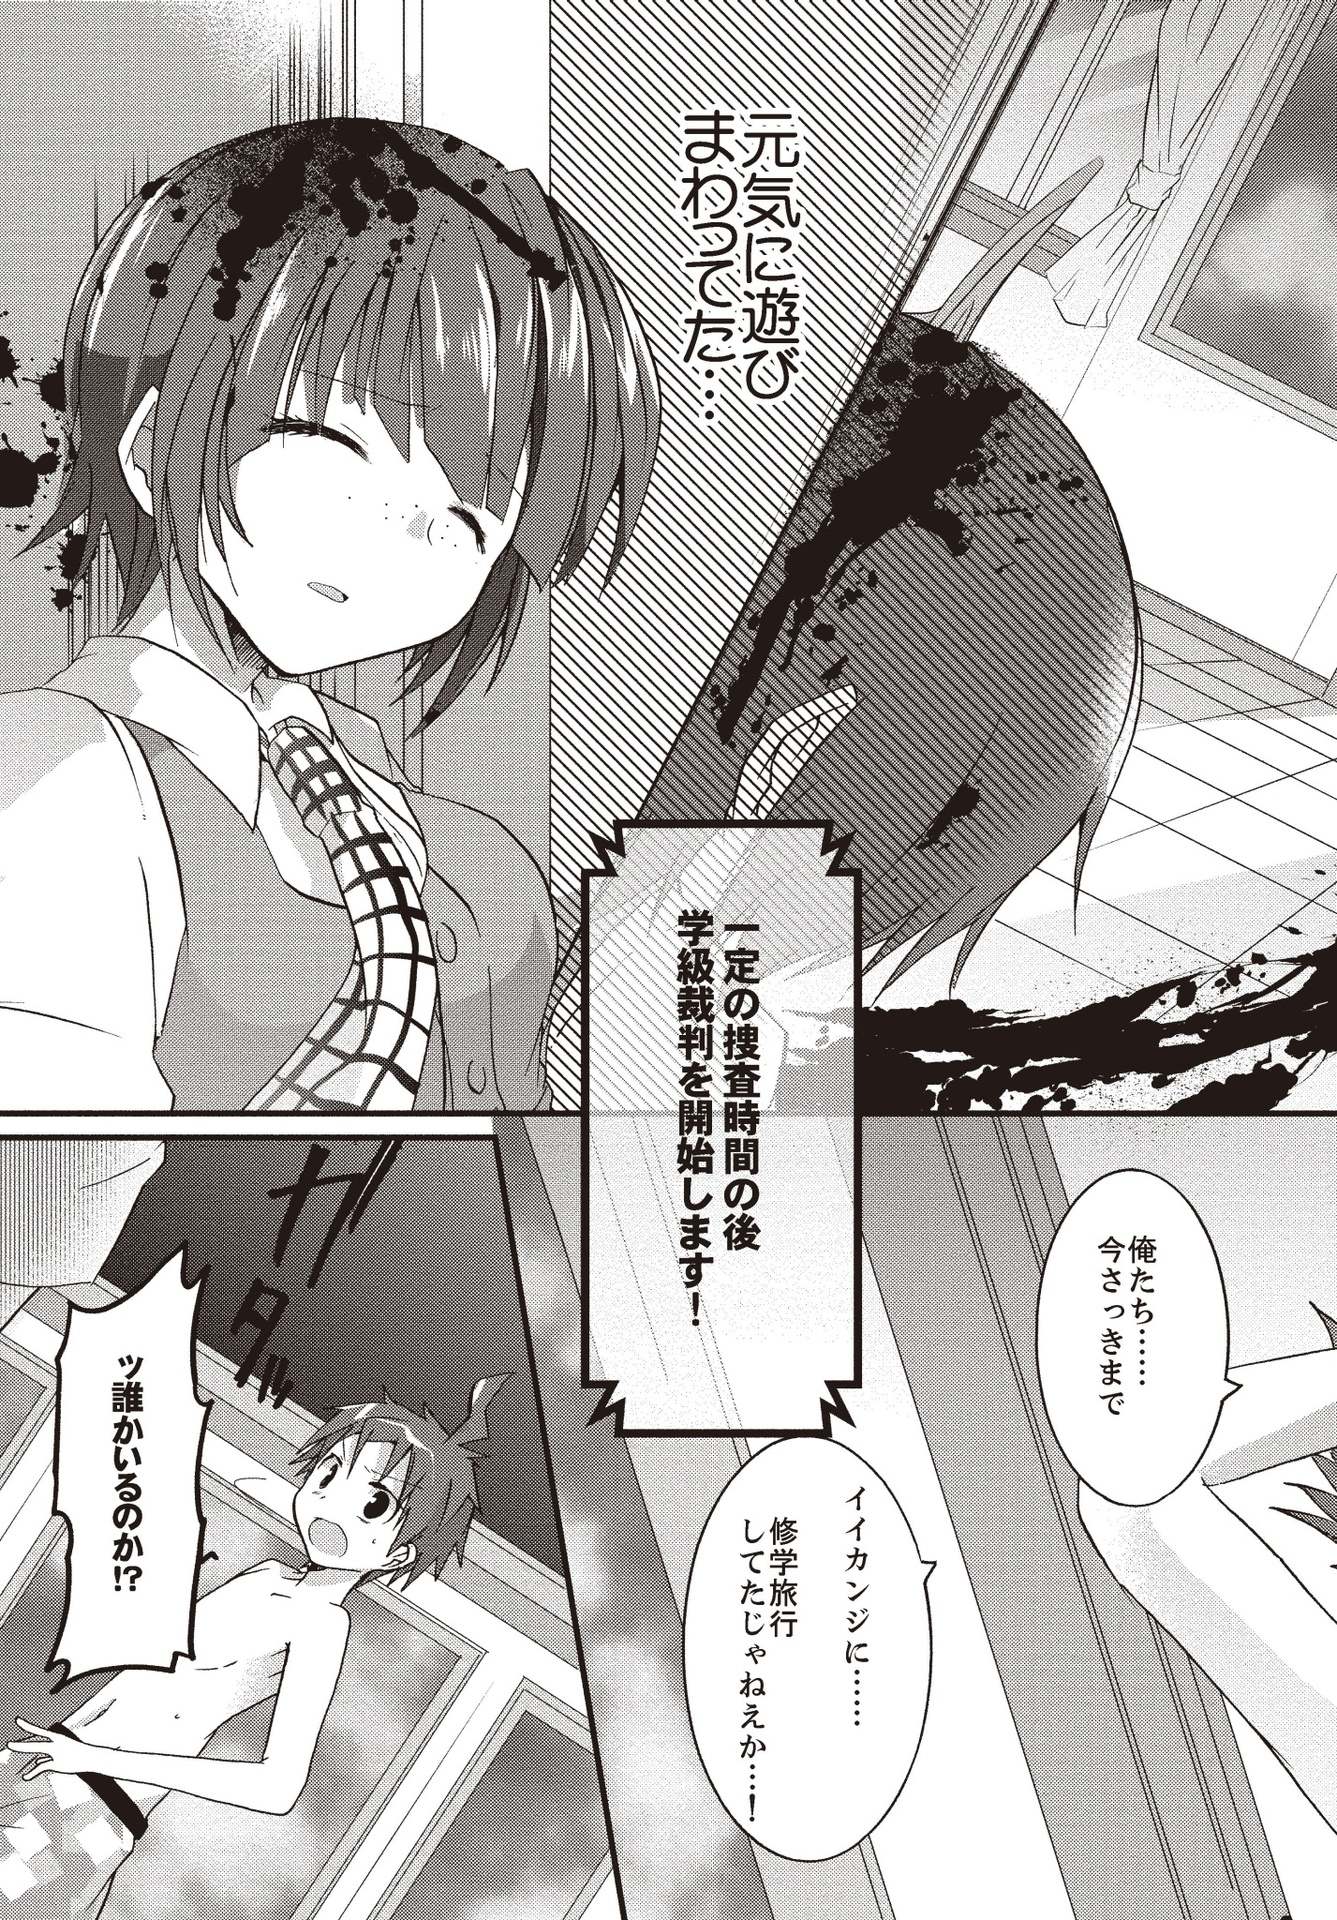 元気に遊び
まわってた…
一定の捜査時間の後
学級裁判を開始します!
俺たち……
今さっきまで
イイカンジに……
修学旅行
してたじゃねえか…!
ガタッ
ッ誰かいるのか!?